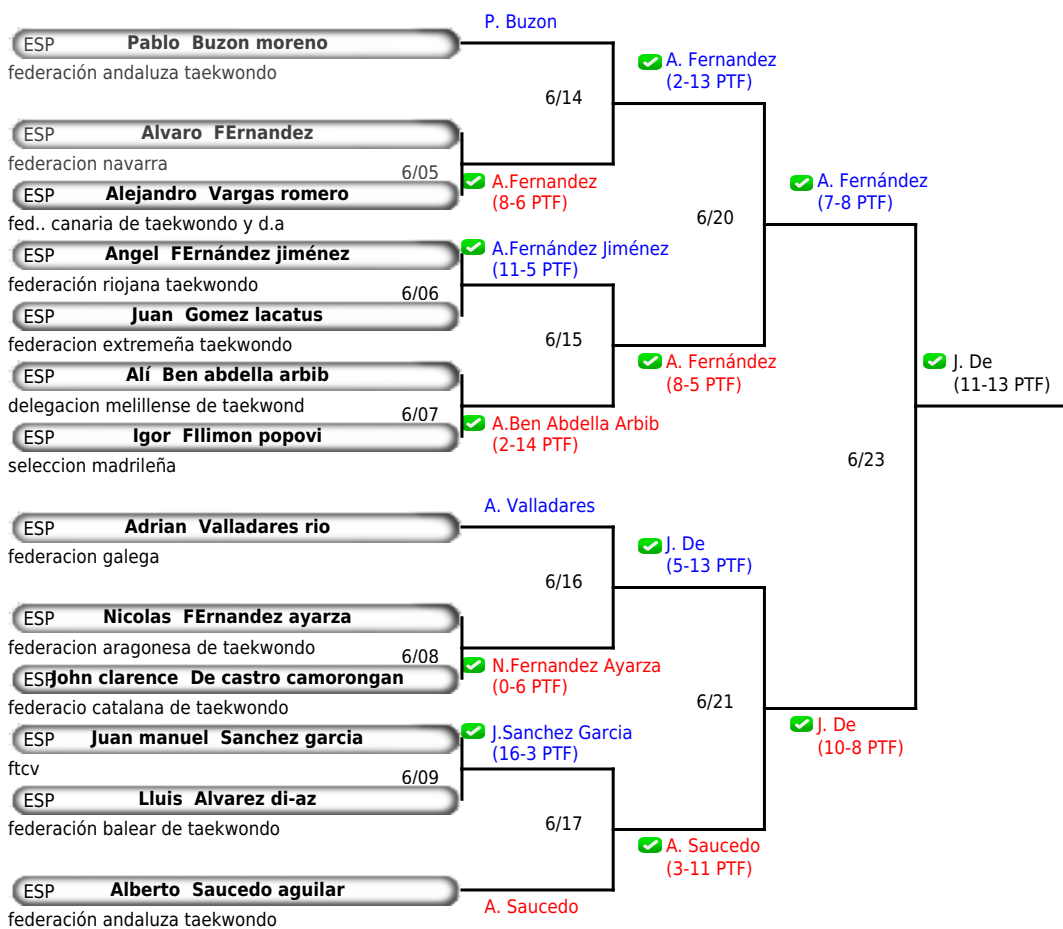 P. Buzon
ESP Pablo Buzon moreno
federación andaluza taekwondo
A. Fernandez
(2-13 PTF)
6/14
ESP Alvaro FErnandez
federacion navarra
6/05
A.Fernandez
(8-6 PTF)
ESP Alejandro Vargas romero
fed.. canaria de taekwondo y d.a
A. Fernández
(7-8 PTF)
6/20
ESP Angel FErnández jiménez
federación riojana taekwondo
A.Fernández Jiménez
(11-5 PTF)
6/06
ESP Juan Gomez lacatus
federacion extremeña taekwondo
6/15
A. Fernández
(8-5 PTF)
J. De
(11-13 PTF)
ESP Alí Ben abdella arbib
delegacion melillense de taekwond
6/07
A.Ben Abdella Arbib
(2-14 PTF)
ESP Igor FIlimon popovi
seleccion madrileña
6/23
A. Valladares
ESP Adrian Valladares rio
federacion galega
J. De
(5-13 PTF)
6/16
ESP Nicolas FErnandez ayarza
federacion aragonesa de taekwondo
6/08
N.Fernandez Ayarza
(0-6 PTF)
ESP John clarence De castro camorongan
federacio catalana de taekwondo
6/21
J. De
(10-8 PTF)
ESP Juan manuel Sanchez garcia
ftcv
J.Sanchez Garcia
(16-3 PTF)
6/09
ESP Lluis Alvarez di-az
federación balear de taekwondo
6/17
A. Saucedo
(3-11 PTF)
ESP Alberto Saucedo aguilar
federación andaluza taekwondo
A. Saucedo